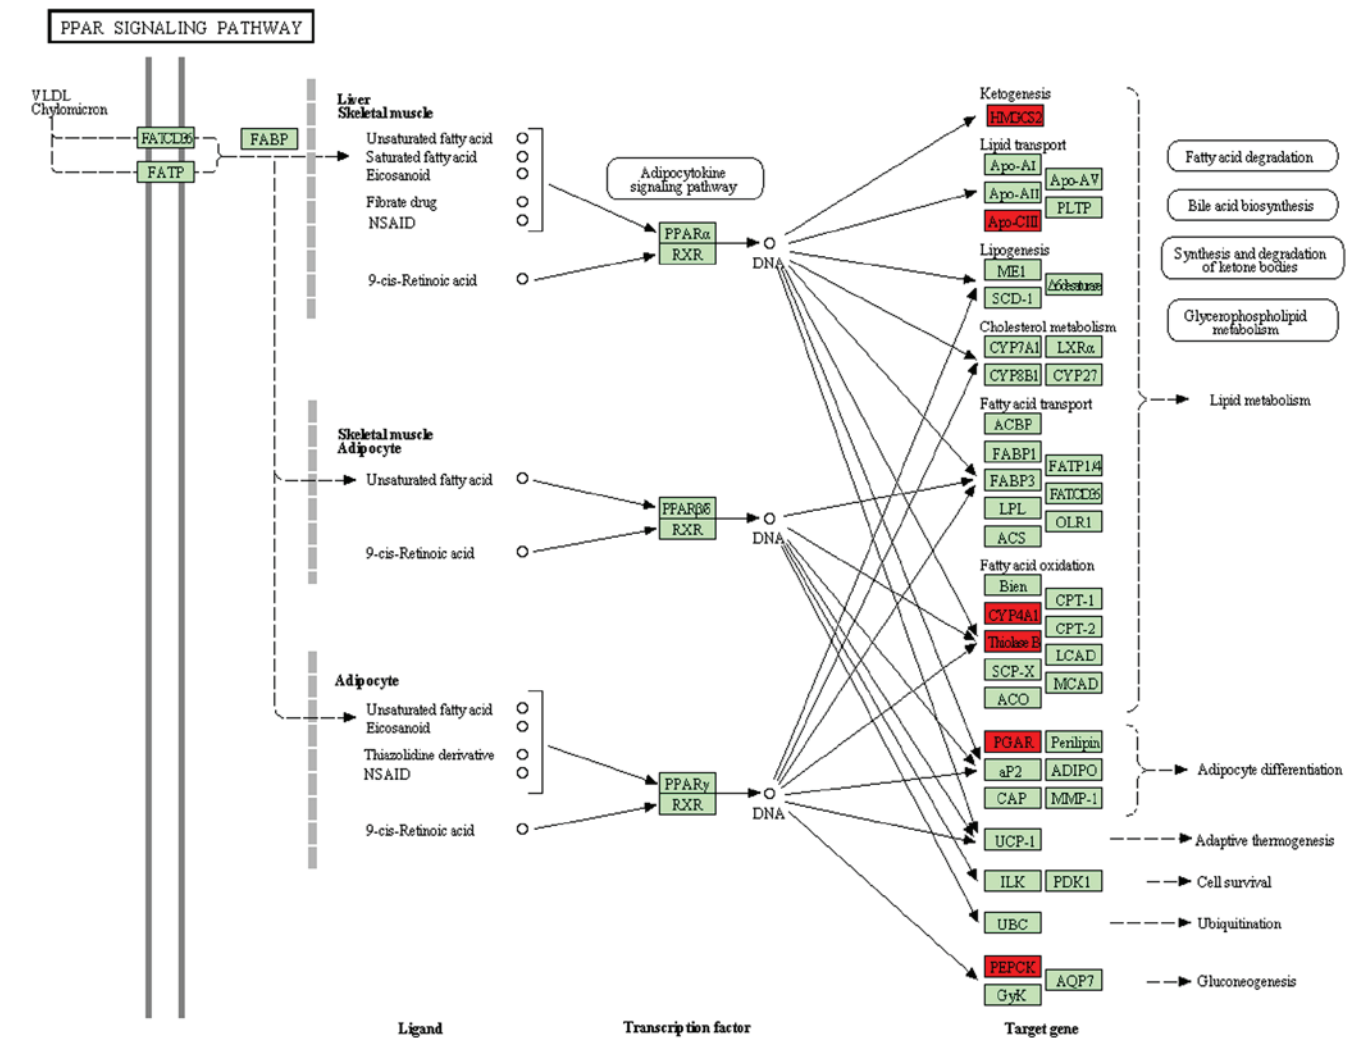 PPAR SIGNALING PATHWAY
VLDL
Chylomicron
FATCD36
FATP
FABP
Liver
Skeletal muscle
Unsaturated fatty acid
Saturated fatty acid
Eicosanoid
Fibrate drug
NSAID
9-cis-Retinoic acid
Adipocytokine
signaling pathway
PPARα
RXR
DNA
Skeletal muscle
Adipocyte
Unsaturated fatty acid
9-cis-Retinoic acid
PPARβ/δ
RXR
DNA
Adipocyte
Unsaturated fatty acid
Eicosanoid
Thiazolidine derivative
NSAID
9-cis-Retinoic acid
PPARγ
RXR
DNA
Ketogenesis
HMGCS2
Lipid transport
Apo-AI
Apo-AII
Apo-CIII
Apo-AV
PLTP
Lipogenesis
ME1
SCD-1
Δ6desaturase
Cholesterol metabolism
CYP7A1
LXRα
CYP8B1
CYP27
Fatty acid transport
ACBP
FABP1
FABP3
LPL
ACS
FATP1/4
FATCD36
OLR1
Fatty acid oxidation
Bien
CYP4A1
Thiolase B
SCP-X
ACO
CPT-1
CPT-2
LCAD
MCAD
PGAR
Perilipin
aP2
ADIPO
CAP
MMP-1
UCP-1
ILK
PDK1
UBC
PEPCK
GyK
AQP7
Fatty acid degradation
Bile acid biosynthesis
Synthesis and degradation
of ketone bodies
Glycerophospholipid
metabolism
Lipid metabolism
Adipocyte differentiation
Adaptive thermogenesis
Cell survival
Ubiquitination
Gluconeogenesis
Ligand
Transcription factor
Target gene